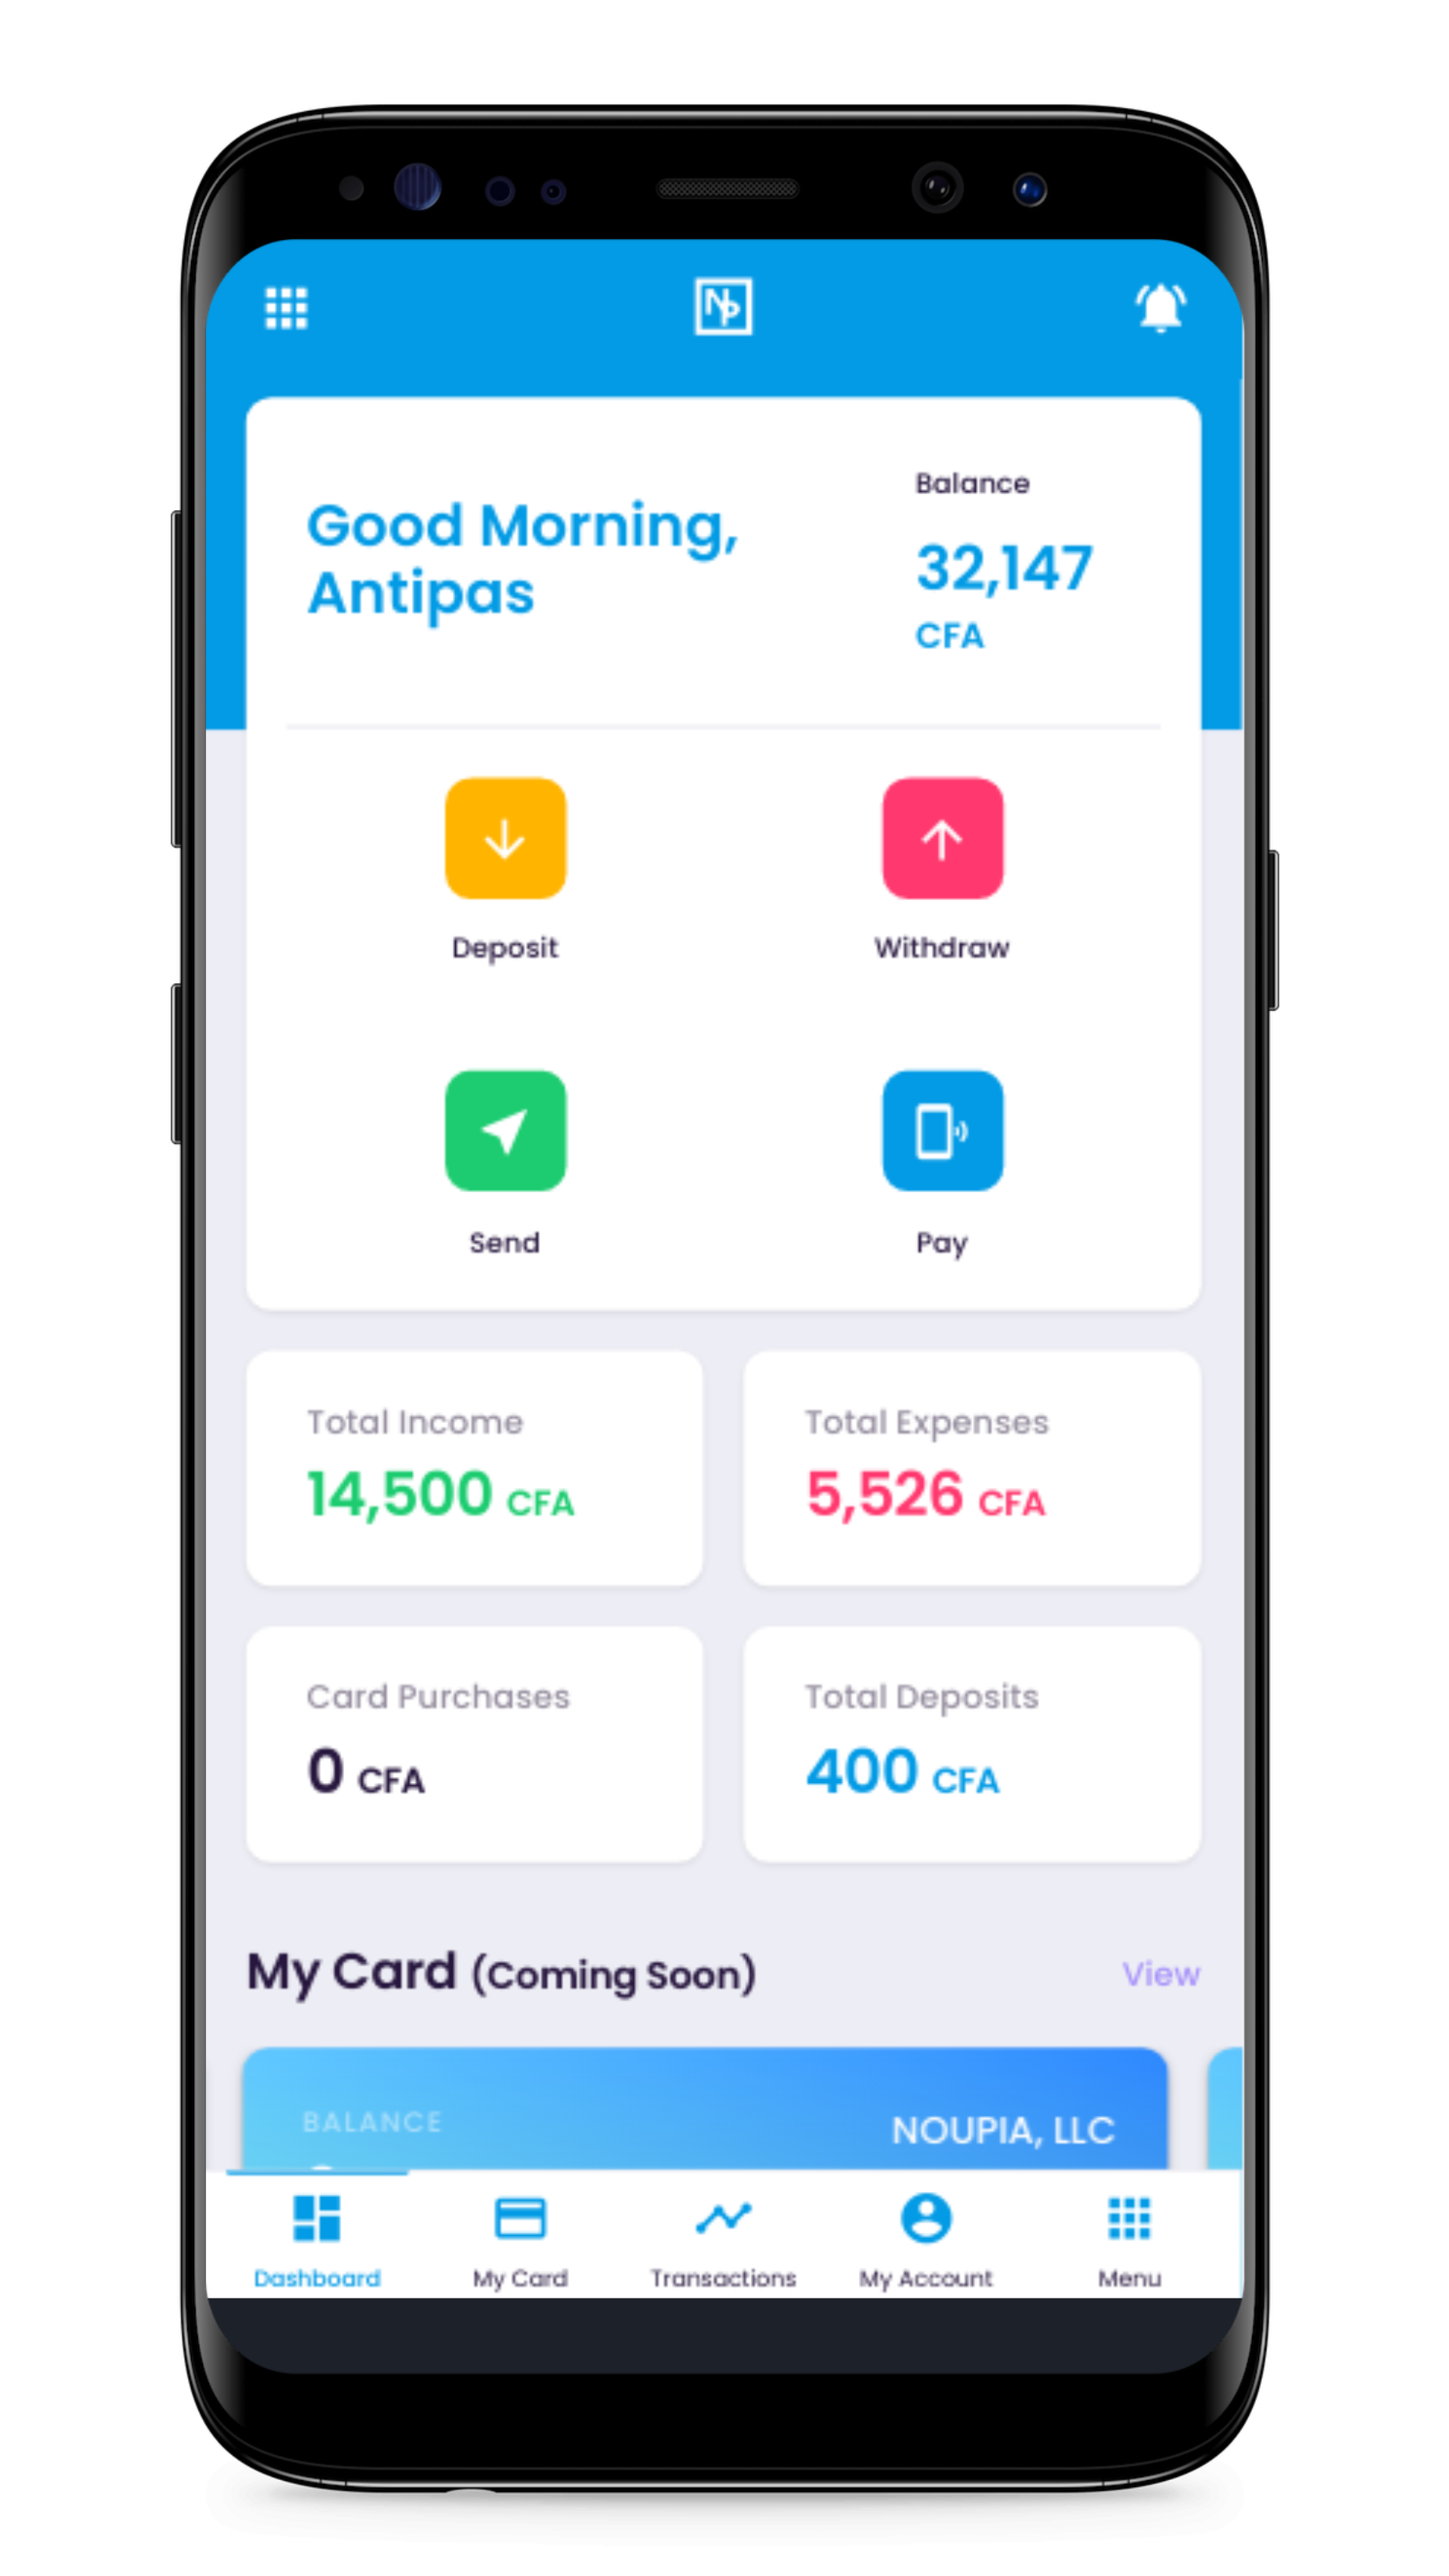 NP
Good Morning,
Antipas
Balance
32,147
CFA
Deposit
Withdraw
Send
Pay
Total Income
14,500 CFA
Total Expenses
5,526 CFA
Card Purchases
0 CFA
Total Deposits
400 CFA
My Card (Coming Soon)
View
BALANCE
NOUPIA, LLC
Dashboard
My Card
Transactions
My Account
Menu